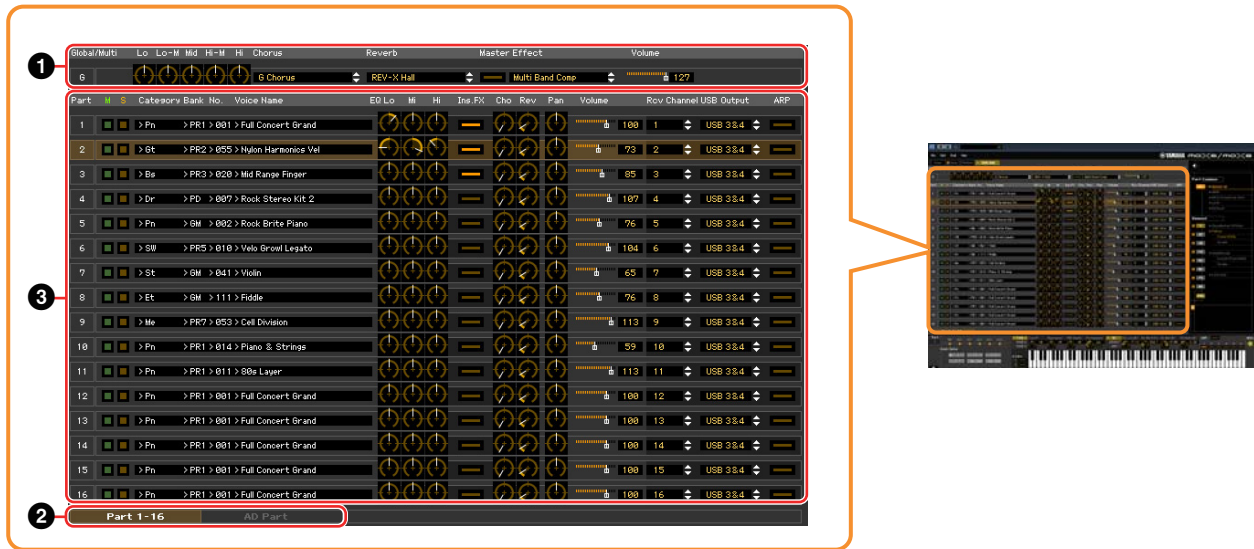 Global/Multi Lo Lo-M Mid Hi-M Hi Chorus Reverb Master Effect Volume
1
G G Chorus REV-X Hall Multi Band Comp 127
Part M S Category Bank No. Voice Name EQ Lo Mi Hi Ins.FX Cho Rev Pan Volume Rcv Channel USB Output ARP
1 > Pn > PR1 > 001 > Full Concert Grand 100 1 USB 3&4
2 > Gt > PR2 > 055 > Nylon Harmonics Vel 73 2 USB 3&4
3 > Bs > PR3 > 020 > Mid Range Finger 85 3 USB 3&4
4 > Dr > PD > 007 > Rock Stereo Kit 2 107 4 USB 3&4
5 > Pn > GM > 002 > Rock Brite Piano 76 5 USB 3&4
6 > SW > PR5 > 010 > Velo Growl Legato 104 6 USB 3&4
7 > St > GM > 041 > Violin 65 7 USB 3&4
3
8 > Et > GM > 111 > Fiddle 76 8 USB 3&4
9 > Me > PR7 > 053 > Cell Division 113 9 USB 3&4
10 > Pn > PR1 > 014 > Piano & Strings 59 10 USB 3&4
11 > Pn > PR1 > 011 > 80s Layer 113 11 USB 3&4
12 > Pn > PR1 > 001 > Full Concert Grand 100 12 USB 3&4
13 > Pn > PR1 > 001 > Full Concert Grand 100 13 USB 3&4
14 > Pn > PR1 > 001 > Full Concert Grand 100 14 USB 3&4
15 > Pn > PR1 > 001 > Full Concert Grand 100 15 USB 3&4
16 > Pn > PR1 > 001 > Full Concert Grand 100 16 USB 3&4
2
Part 1-16 AD Part
YAMAHA